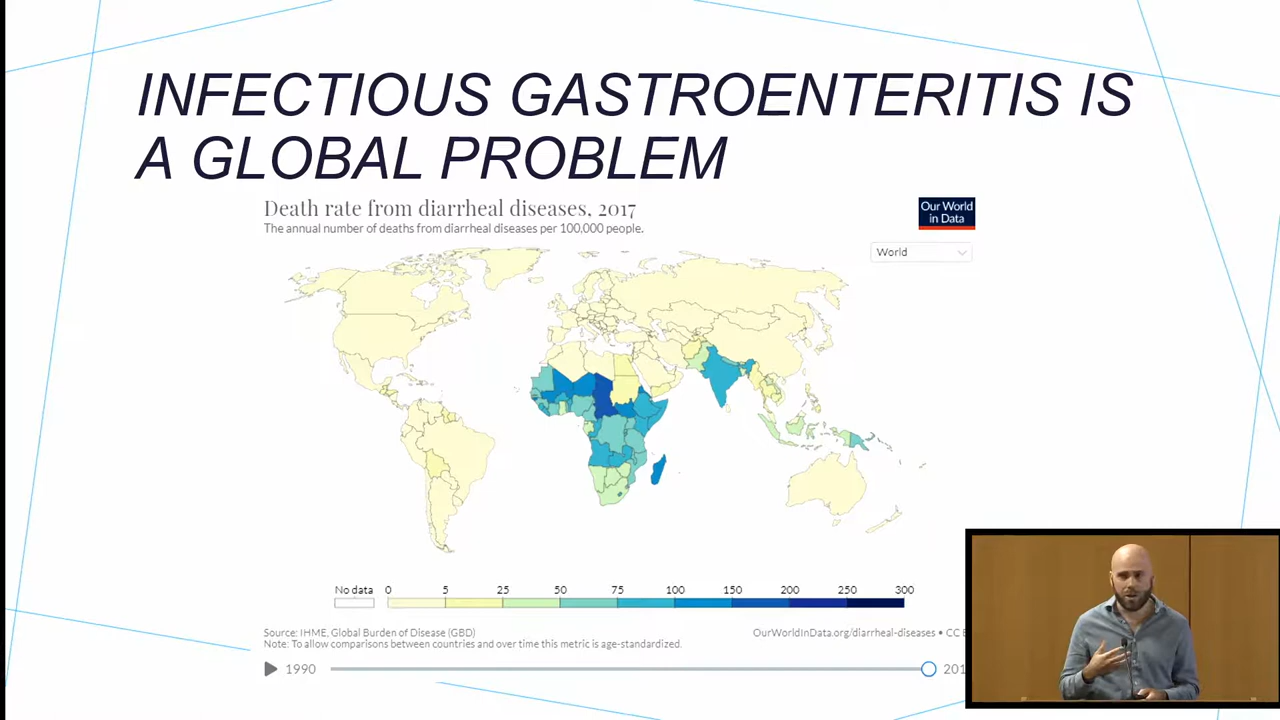 INFECTIOUS GASTROENTERITIS IS
A GLOBAL PROBLEM
Death rate from diarrheal diseases, 2017
The annual number of deaths from diarrheal diseases per 100,000 people.
Our World
in Data
World
No data 0 5 25 50 75 100 150 200 250 300
Source: IHME, Global Burden of Disease (GBD)
Note: To allow comparisons between countries and over time this metric is age-standardized.
OurWorldInData.org/diarrheal-diseases • CC
1990